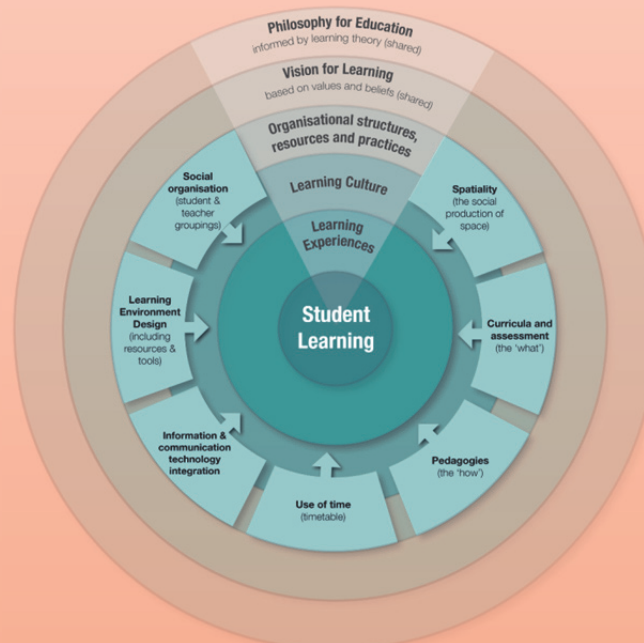 Philosophy for Education
informed by learning theory (shared)
Vision for Learning
based on values and beliefs (shared)
Organisational structures,
resources and practices
Learning Culture
Learning
Experiences
Student
Learning
Social
organisation
(student &
teacher
groupings)
Spatiality
(the social
production of
space)
Learning
Environment
Design
(including
resources &
tools)
Curricula and
assessment
(the ‘what’)
Information &
communication
technology
integration
Pedagogies
(the ‘how’)
Use of time
(timetable)